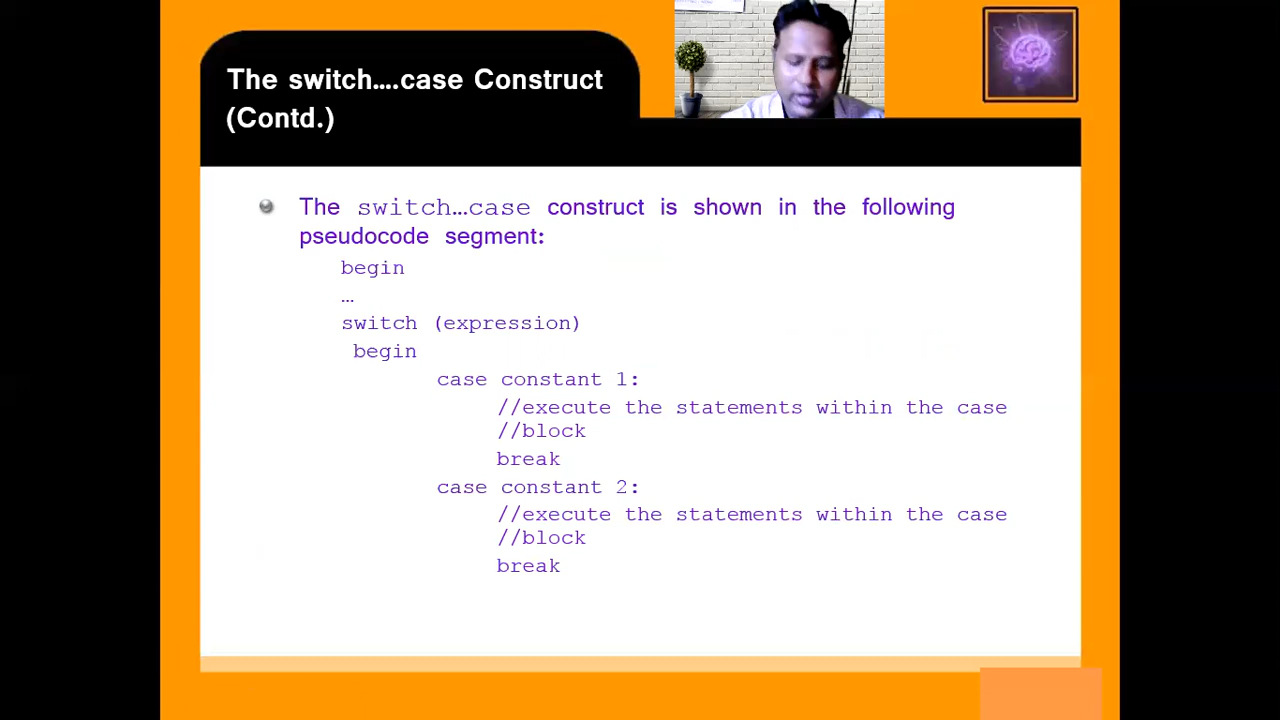 The switch….case Construct
(Contd.)
The switch…case construct is shown in the following
pseudocode segment:
begin
…
switch (expression)
begin
case constant 1:
//execute the statements within the case
//block
break
case constant 2:
//execute the statements within the case
//block
break